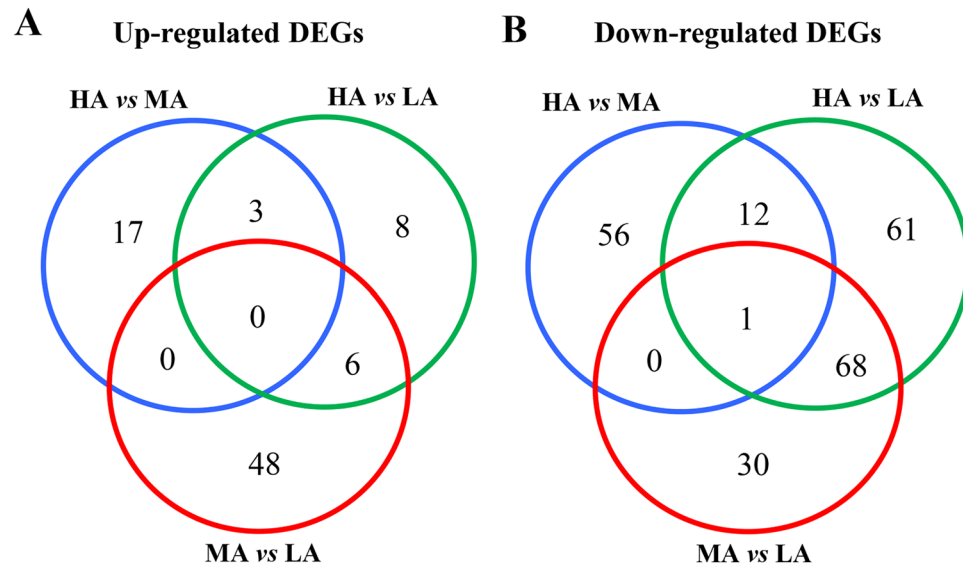 A
Up-regulated DEGs
HA vs MA
HA vs LA
17
3
8
0
0
6
48
MA vs LA
B
Down-regulated DEGs
HA vs MA
HA vs LA
56
12
61
1
0
68
30
MA vs LA